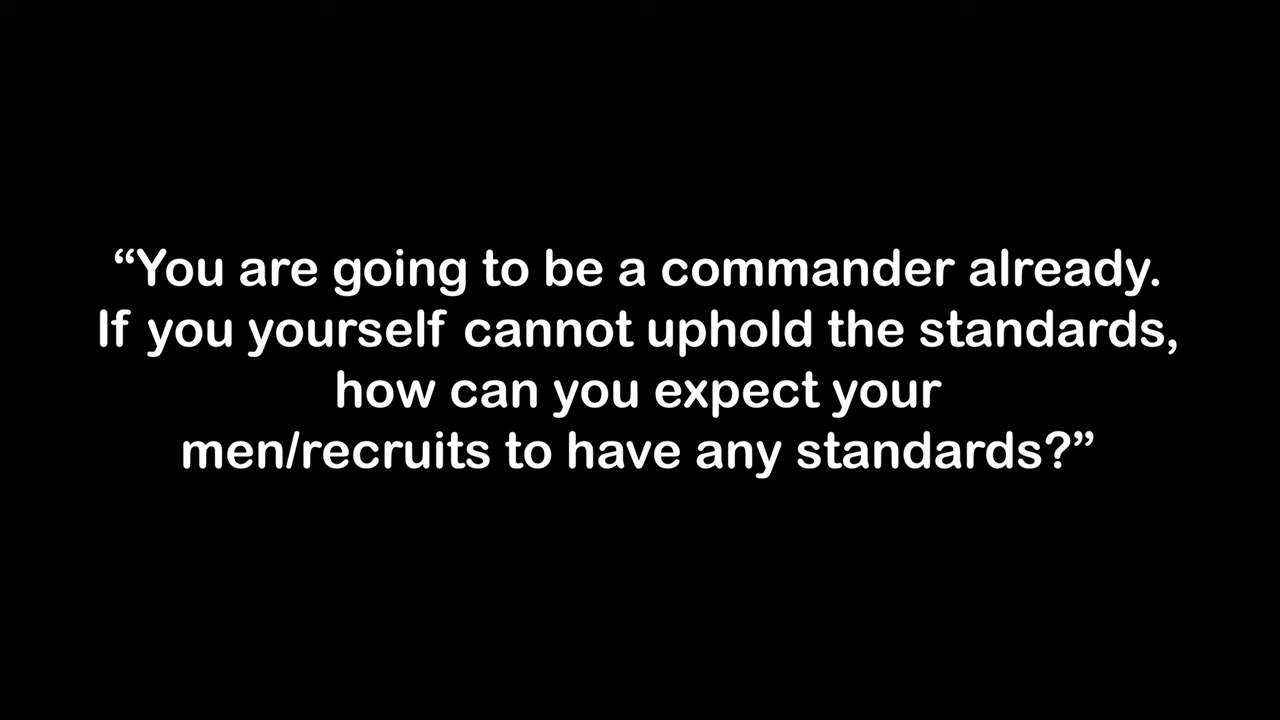 “You are going to be a commander already.
If you yourself cannot uphold the standards,
how can you expect your
men/recruits to have any standards?”